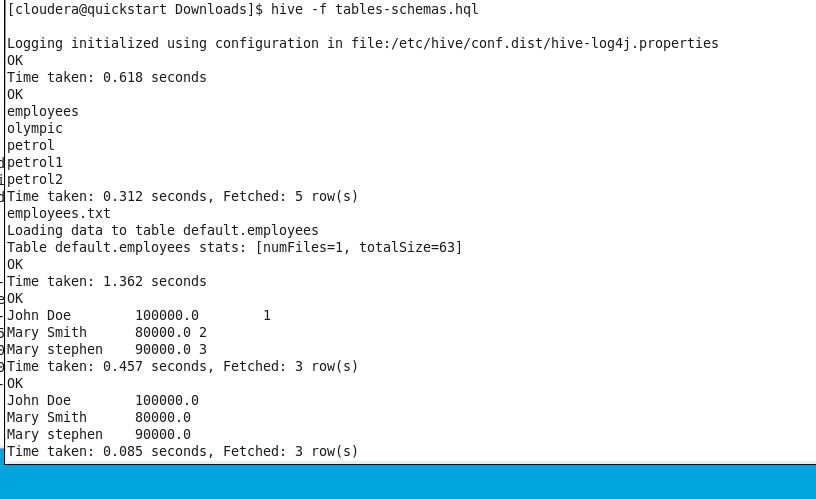 [cloudera@quickstart Downloads]$ hive -f tables-schemas.hql
Logging initialized using configuration in file:/etc/hive/conf.dist/hive-log4j.properties
OK
Time taken: 0.618 seconds
OK
employees
olympic
petrol
petrol1
petrol2
Time taken: 0.312 seconds, Fetched: 5 row(s)
employees.txt
Loading data to table default.employees
Table default.employees stats: [numFiles=1, totalSize=63]
OK
Time taken: 1.362 seconds
OK
John Doe        100000.0        1
Mary Smith      80000.0 2
Mary stephen    90000.0 3
Time taken: 0.457 seconds, Fetched: 3 row(s)
OK
John Doe        100000.0
Mary Smith      80000.0
Mary stephen    90000.0
Time taken: 0.085 seconds, Fetched: 3 row(s)